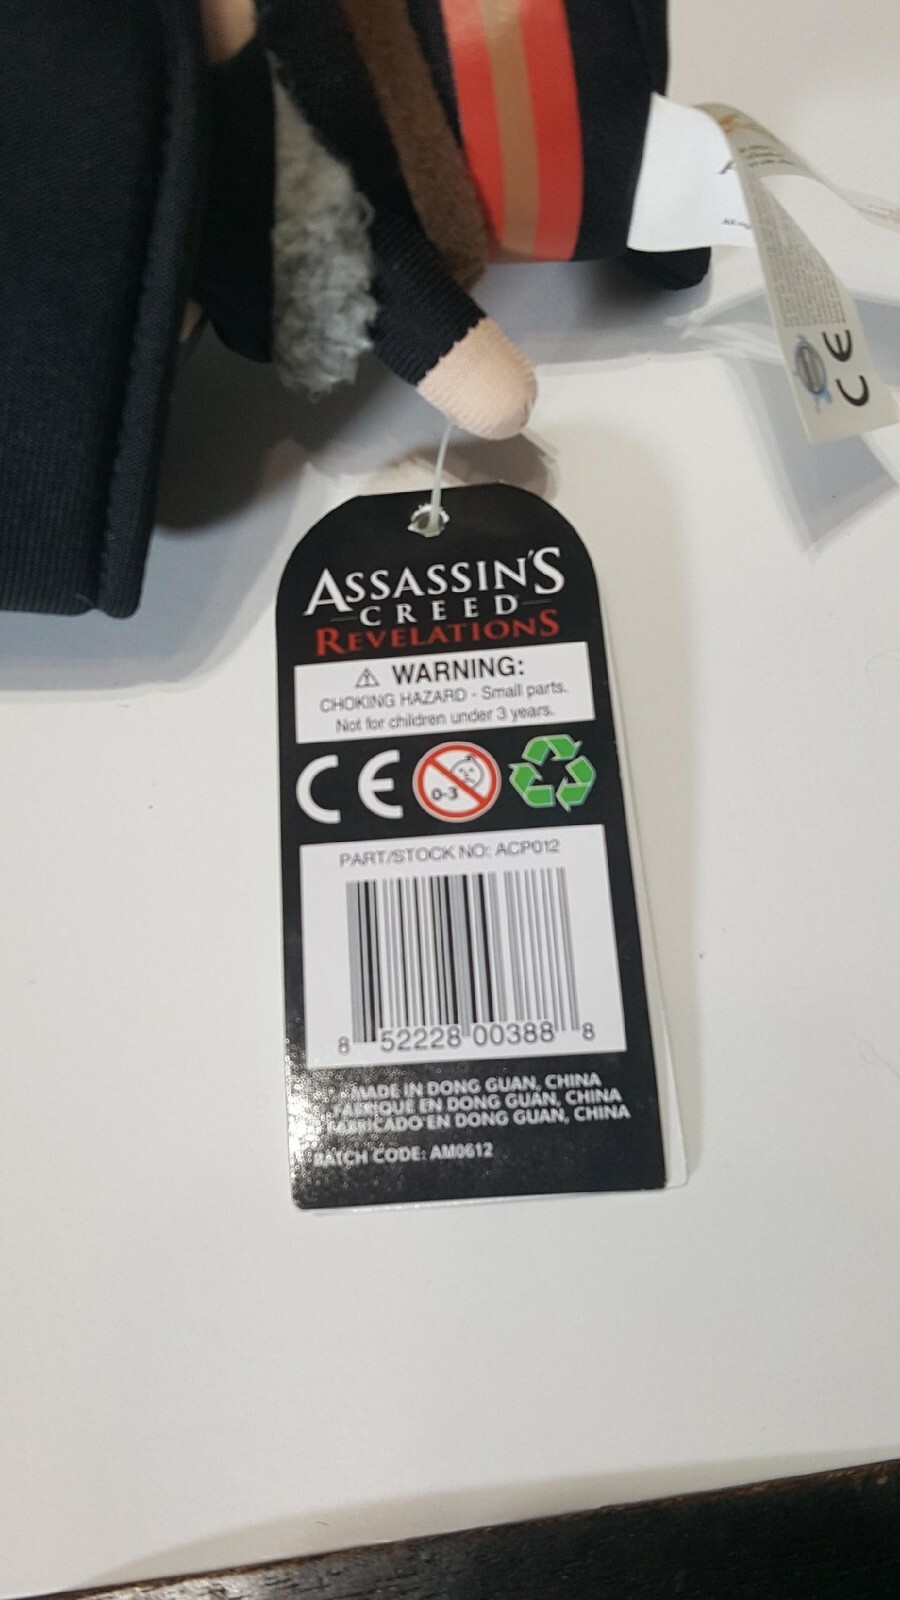 ASSASSIN'S
CREED
REVELATIONS
⚠ WARNING:
CHOKING HAZARD - Small parts.
Not for children under 3 years.
CE
0-3
PART/STOCK NO: ACP012
8 52228 00388 8
MADE IN DONG GUAN, CHINA
FABRIQUE EN DONG GUAN, CHINA
FABRICADO EN DONG GUAN, CHINA
BATCH CODE: AM0612
CE